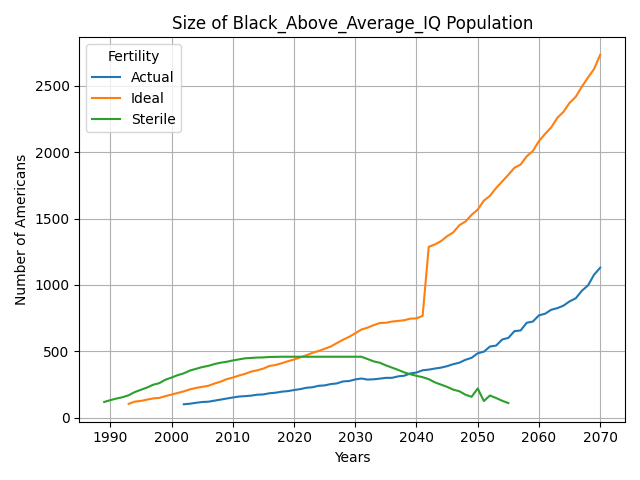 Size of Black_Above_Average_IQ Population
Fertility
Actual
Ideal
Sterile
Number of Americans
2500
2000
1500
1000
500
0
1990 2000 2010 2020 2030 2040 2050 2060 2070
Years